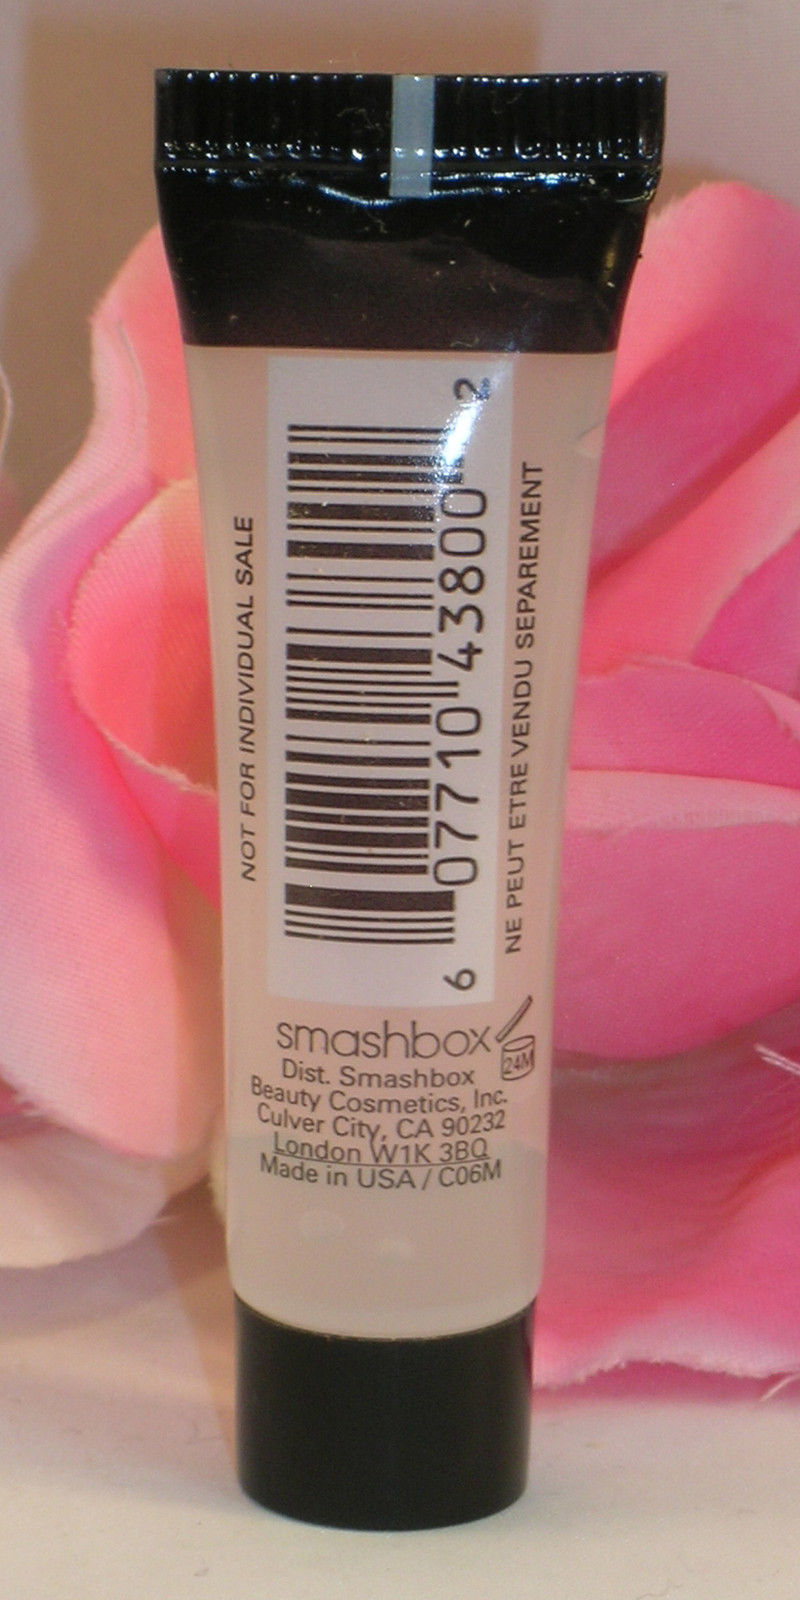 NOT FOR INDIVIDUAL SALE
6 07710 43800 2
NE PEUT ETRE VENDU SEPAREMENT
smashbox
24M
Dist. Smashbox
Beauty Cosmetics, Inc.
Culver City, CA 90232
London W1K 3BQ
Made in USA / C06M